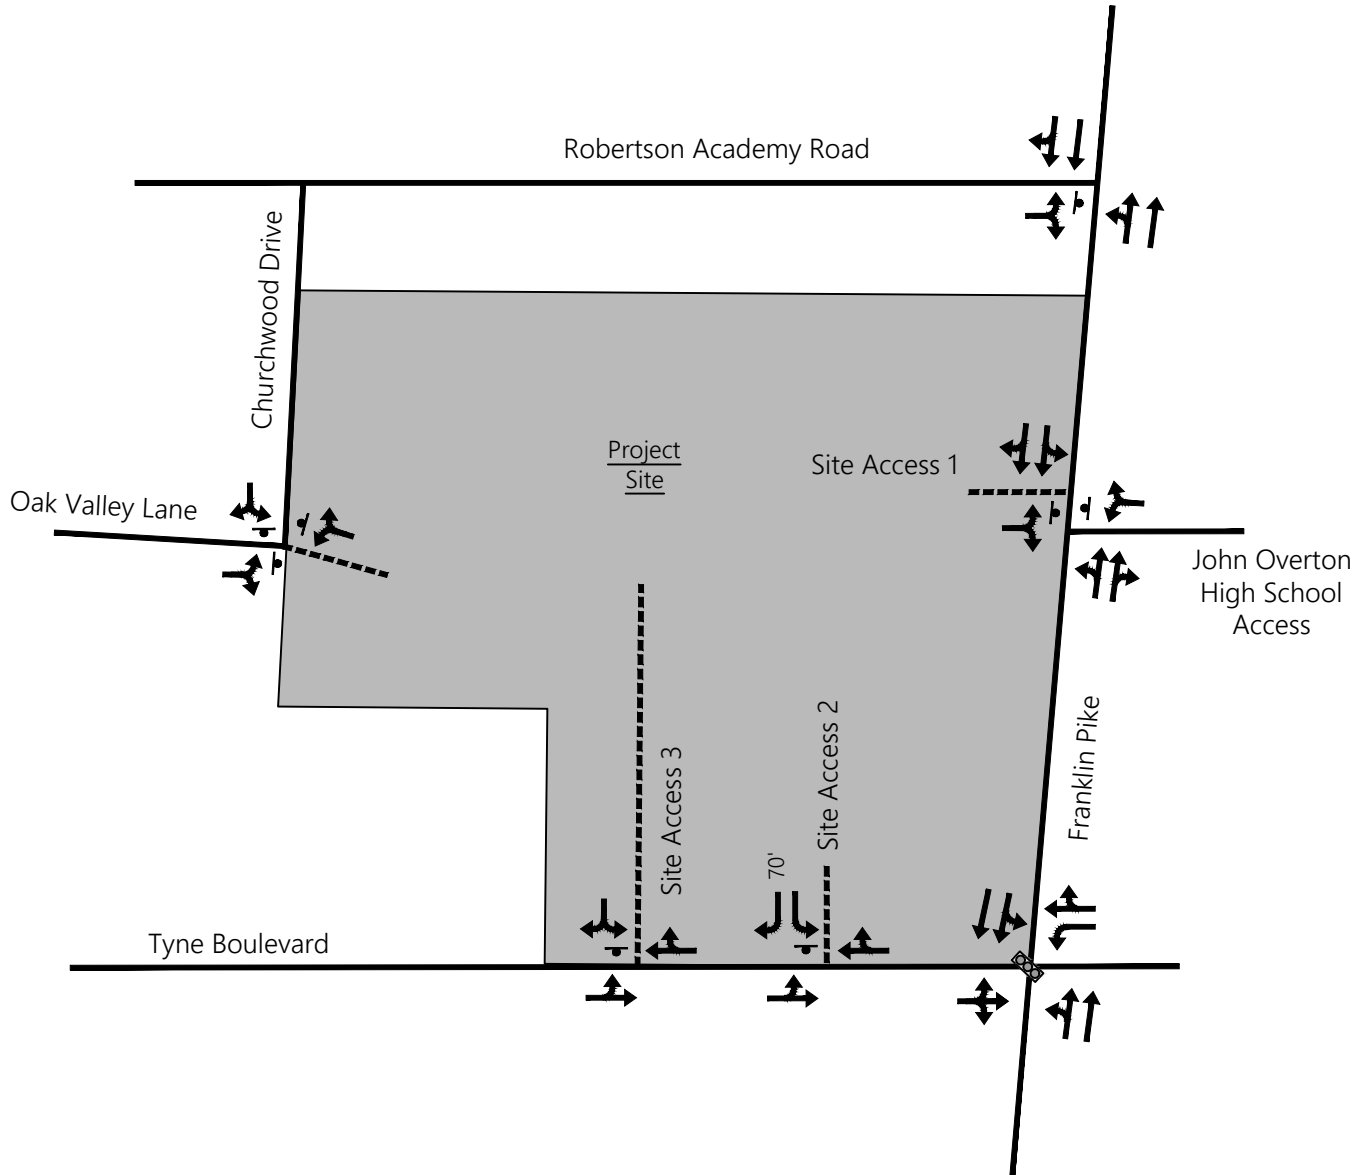 Robertson Academy Road
Churchwood Drive
Project
Site
Site Access 1
Oak Valley Lane
John Overton
High School
Access
Franklin Pike
Site Access 3
70'
Site Access 2
Tyne Boulevard